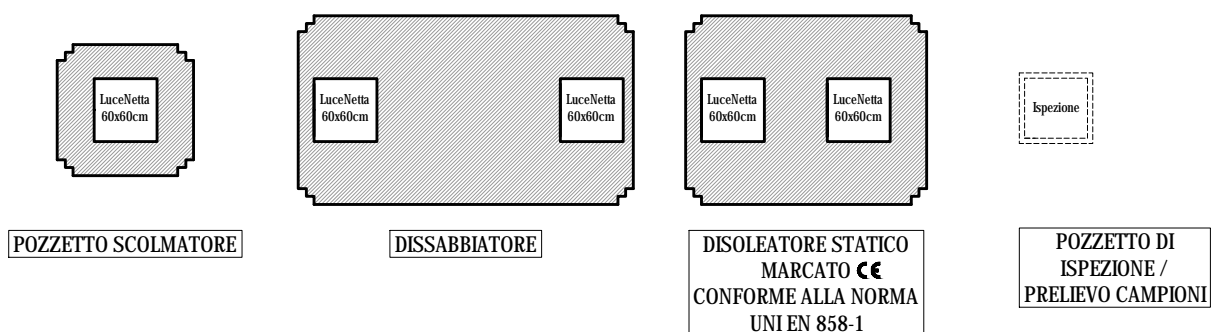 LuceNetta
60x60cm
LuceNetta
60x60cm
LuceNetta
60x60cm
LuceNetta
60x60cm
LuceNetta
60x60cm
Ispezione
POZZETTO SCOLMATORE
DISSABBIATORE
DISOLEATORE STATICO
MARCATO CE
CONFORME ALLA NORMA
UNI EN 858-1
POZZETTO DI
ISPEZIONE /
PRELIEVO CAMPIONI